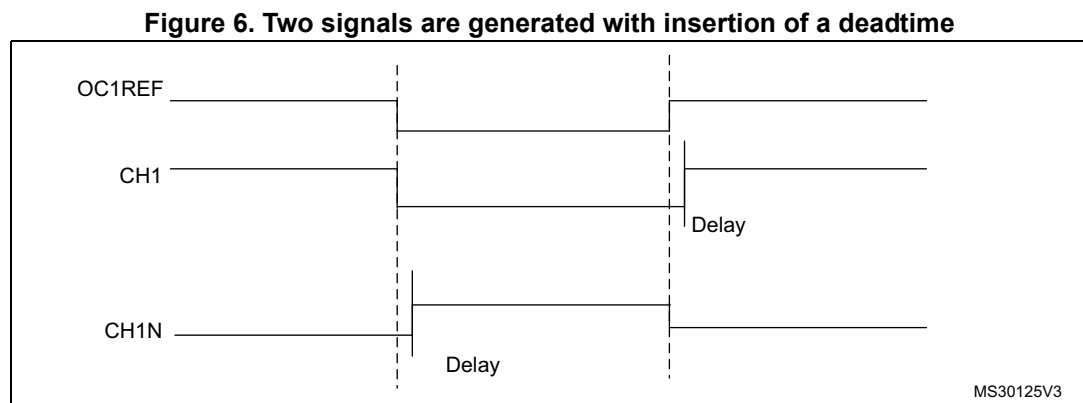 Figure 6. Two signals are generated with insertion of a deadtime
OC1REF
CH1
Delay
CH1N
Delay
MS30125V3